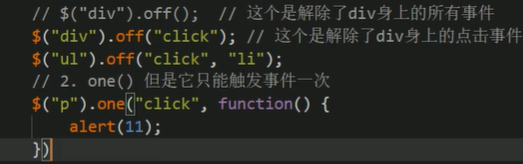 // $("div").off();  // 这个是解除了div身上的所有事件
$("div").off("click"); // 这个是解除了div身上的点击事件
$("ul").off("click", "li");
// 2. one() 但是它只能触发事件一次
$("p").one("click", function() {
alert(11);
})